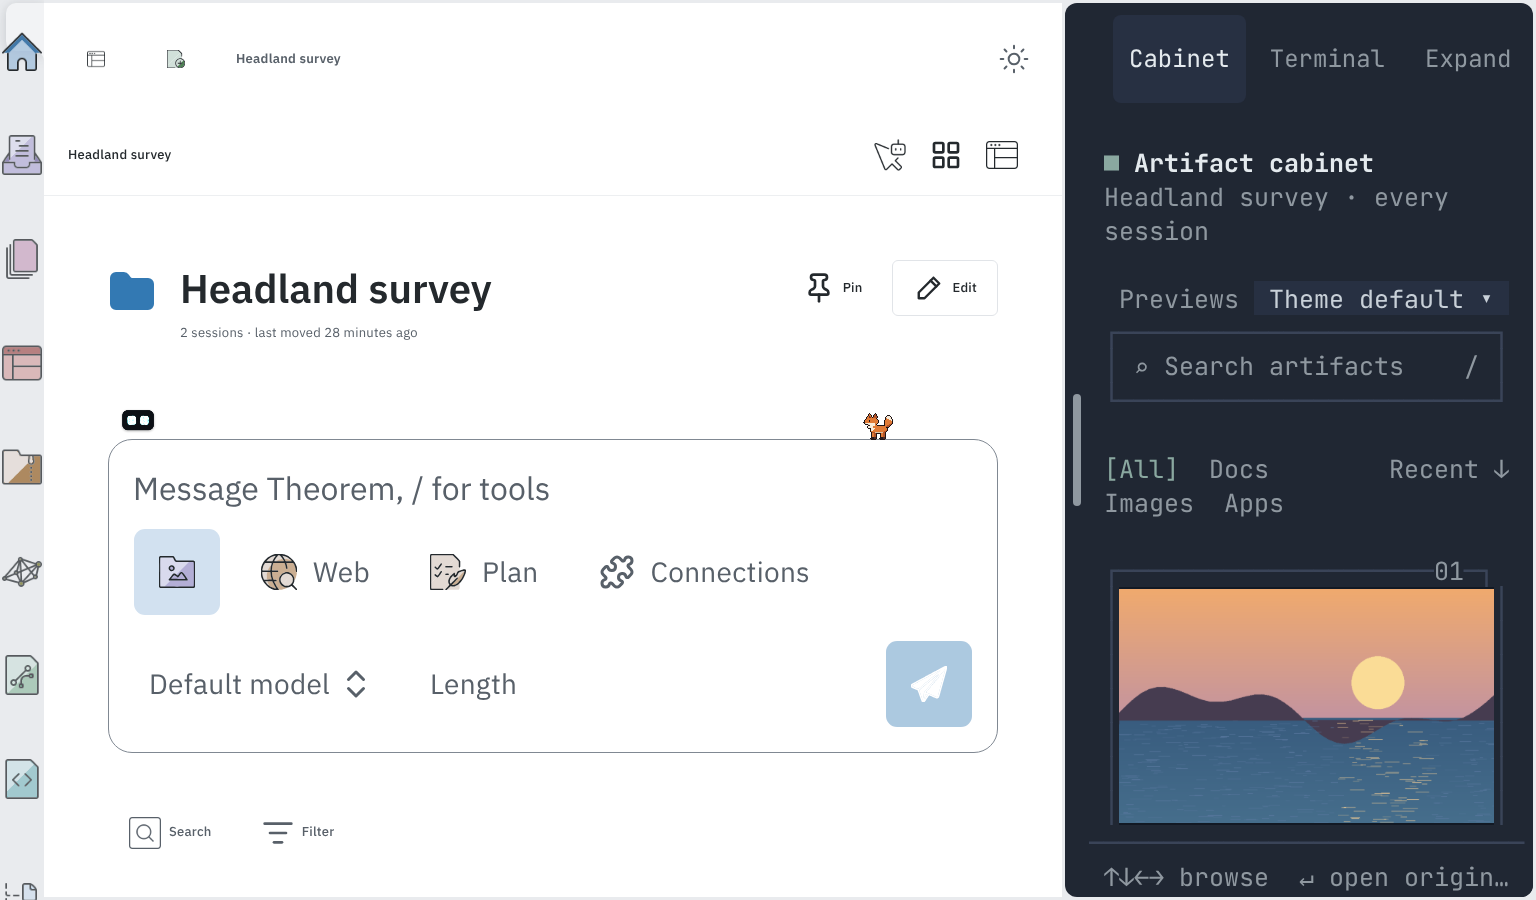 Headland survey
Headland survey
Headland survey
2 sessions · last moved 28 minutes ago
Pin
Edit
Message Theorem, / for tools
Web
Plan
Connections
Default model
Length
Search
Filter
Cabinet Terminal Expand
Artifact cabinet
Headland survey · every
session
Previews Theme default ▾
⌕ Search artifacts /
[All] Docs Recent ↓
Images Apps
01
↑↓←→ browse ↵ open origin…